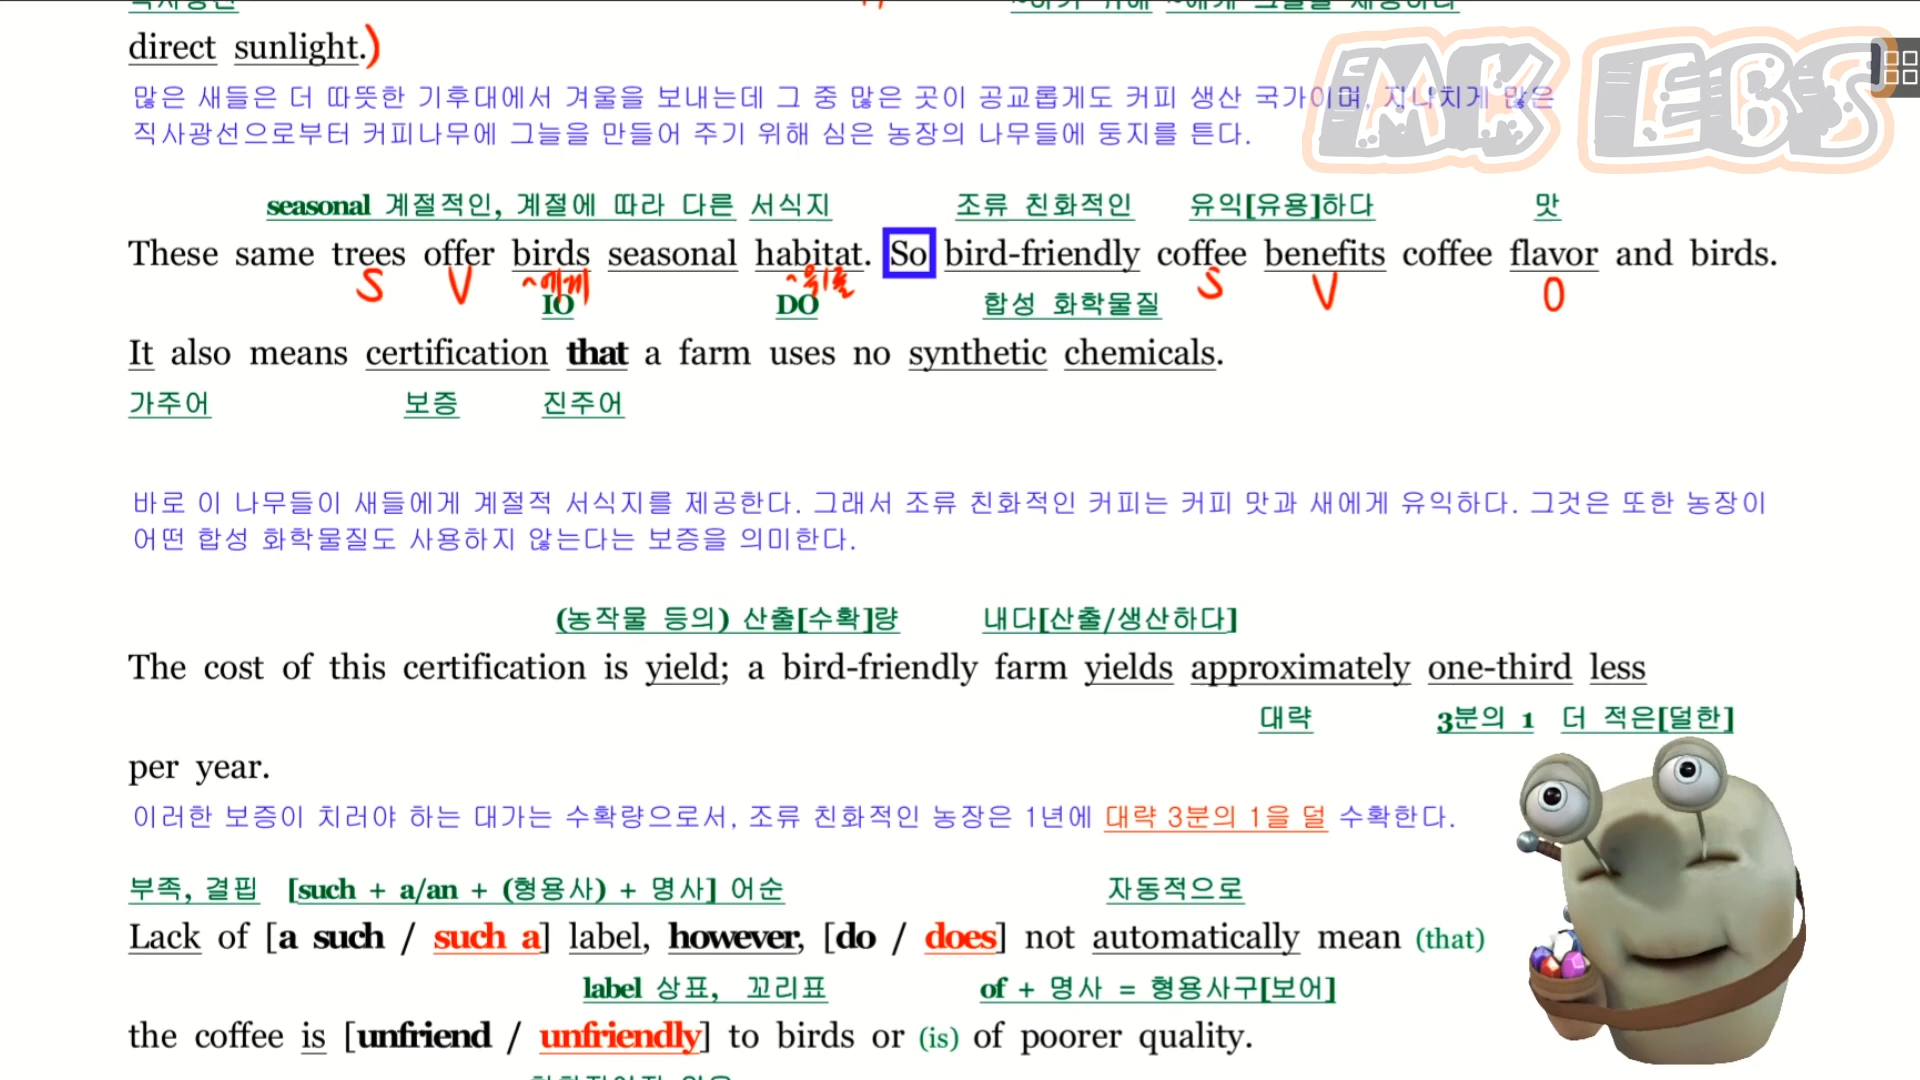 direct sunlight.)
많은 새들은 더 따뜻한 기후대에서 겨울을 보내는데 그 중 많은 곳이 공교롭게도 커피 생산 국가이며, 지나치게 많은
직사광선으로부터 커피나무에 그늘을 만들어 주기 위해 심은 농장의 나무들에 둥지를 튼다.
MK EBS
seasonal 계절적인, 계절에 따라 다른 서식지 조류 친화적인 유익[유용]하다 맛
These same trees offer birds seasonal habitat. So bird-friendly coffee benefits coffee flavor and birds.
S V ~에게 ~을/를 S V O
IO DO 합성 화학물질
It also means certification that a farm uses no synthetic chemicals.
가주어 보증 진주어
바로 이 나무들이 새들에게 계절적 서식지를 제공한다. 그래서 조류 친화적인 커피는 커피 맛과 새에게 유익하다. 그것은 또한 농장이
어떤 합성 화학물질도 사용하지 않는다는 보증을 의미한다.
(농작물 등의) 산출[수확]량 내다[산출/생산하다]
The cost of this certification is yield; a bird-friendly farm yields approximately one-third less
대략 3분의 1 더 적은[덜한]
per year.
이러한 보증이 치러야 하는 대가는 수확량으로서, 조류 친화적인 농장은 1년에 대략 3분의 1을 덜 수확한다.
부족, 결핍 [such + a/an + (형용사) + 명사] 어순 자동적으로
Lack of [a such / such a] label, however, [do / does] not automatically mean (that)
label 상표, 꼬리표 of + 명사 = 형용사구[보어]
the coffee is [unfriend / unfriendly] to birds or (is) of poorer quality.